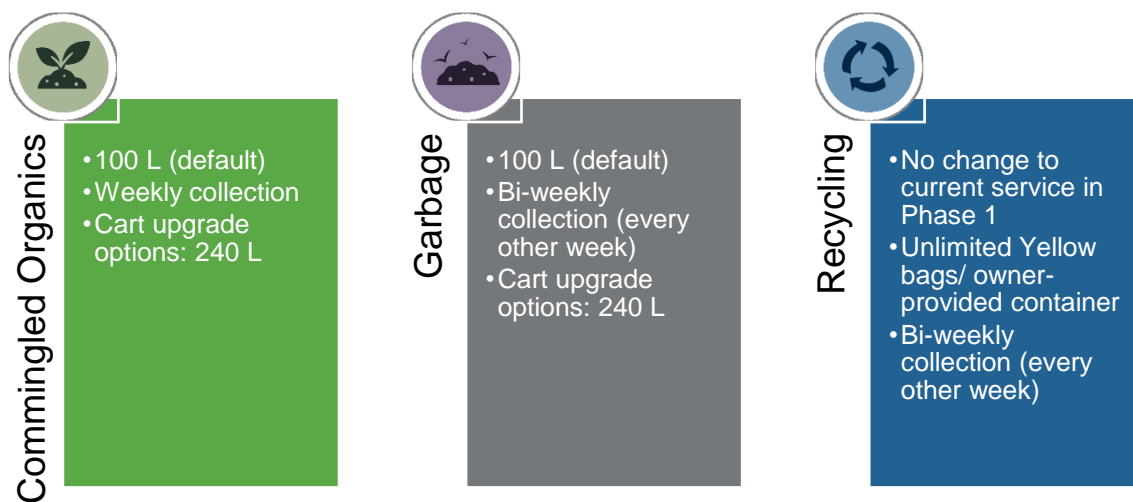 Commingled Organics
•100 L (default)
•Weekly collection
•Cart upgrade
options: 240 L
Garbage
•100 L (default)
•Bi-weekly
collection (every
other week)
•Cart upgrade
options: 240 L
Recycling
•No change to
current service in
Phase 1
•Unlimited Yellow
bags/ owner-
provided container
•Bi-weekly
collection (every
other week)